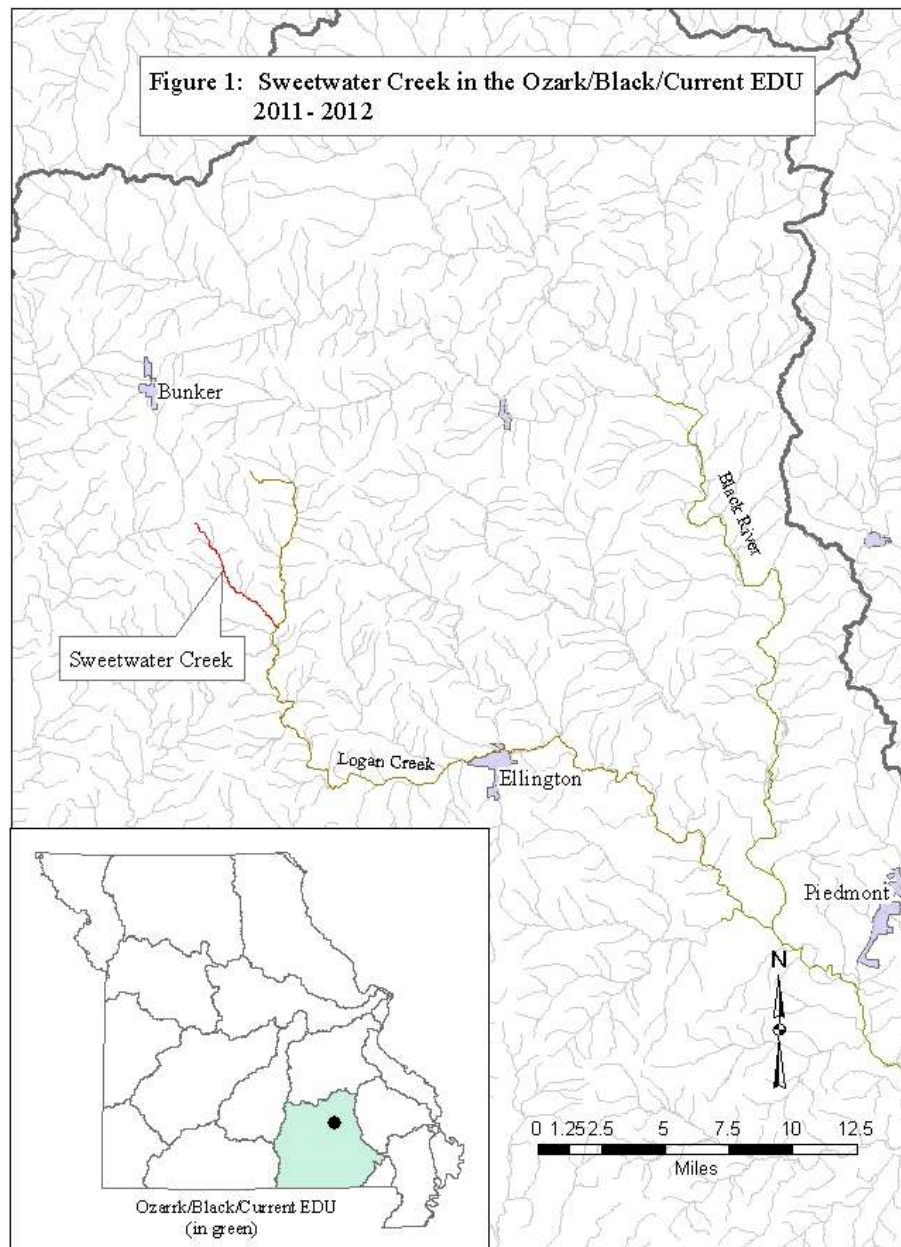 Figure 1: Sweetwater Creek in the Ozark/Black/Current EDU
2011- 2012
Bunker
Black River
Sweetwater Creek
Logan Creek
Ellington
Piedmont
N
0 1.25 2.5 5 7.5 10 12.5
Miles
Ozarrk/Black/Current EDU
(in green)